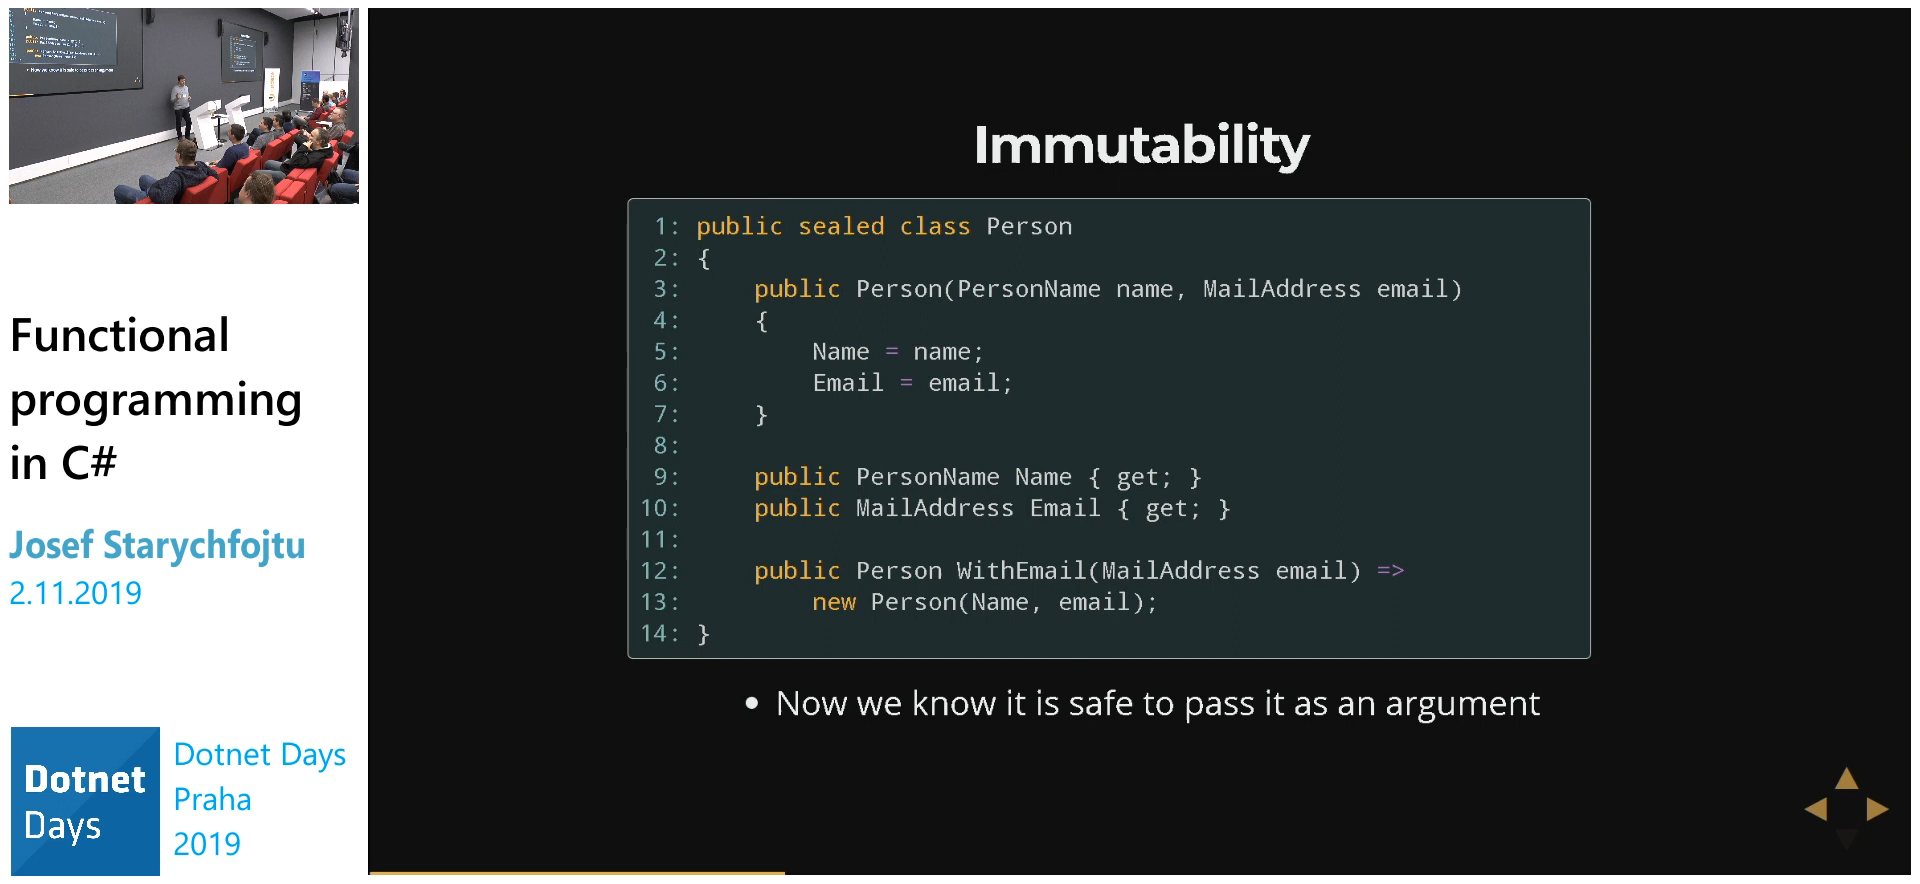 Functional
programming
in C#
Josef Starychfojtu
2.11.2019
Dotnet
Days
Dotnet Days
Praha
2019
Immutability
1: public sealed class Person
2: {
3:     public Person(PersonName name, MailAddress email)
4:     {
5:         Name = name;
6:         Email = email;
7:     }
8:
9:     public PersonName Name { get; }
10:     public MailAddress Email { get; }
11:
12:     public Person WithEmail(MailAddress email) =>
13:         new Person(Name, email);
14: }
• Now we know it is safe to pass it as an argument